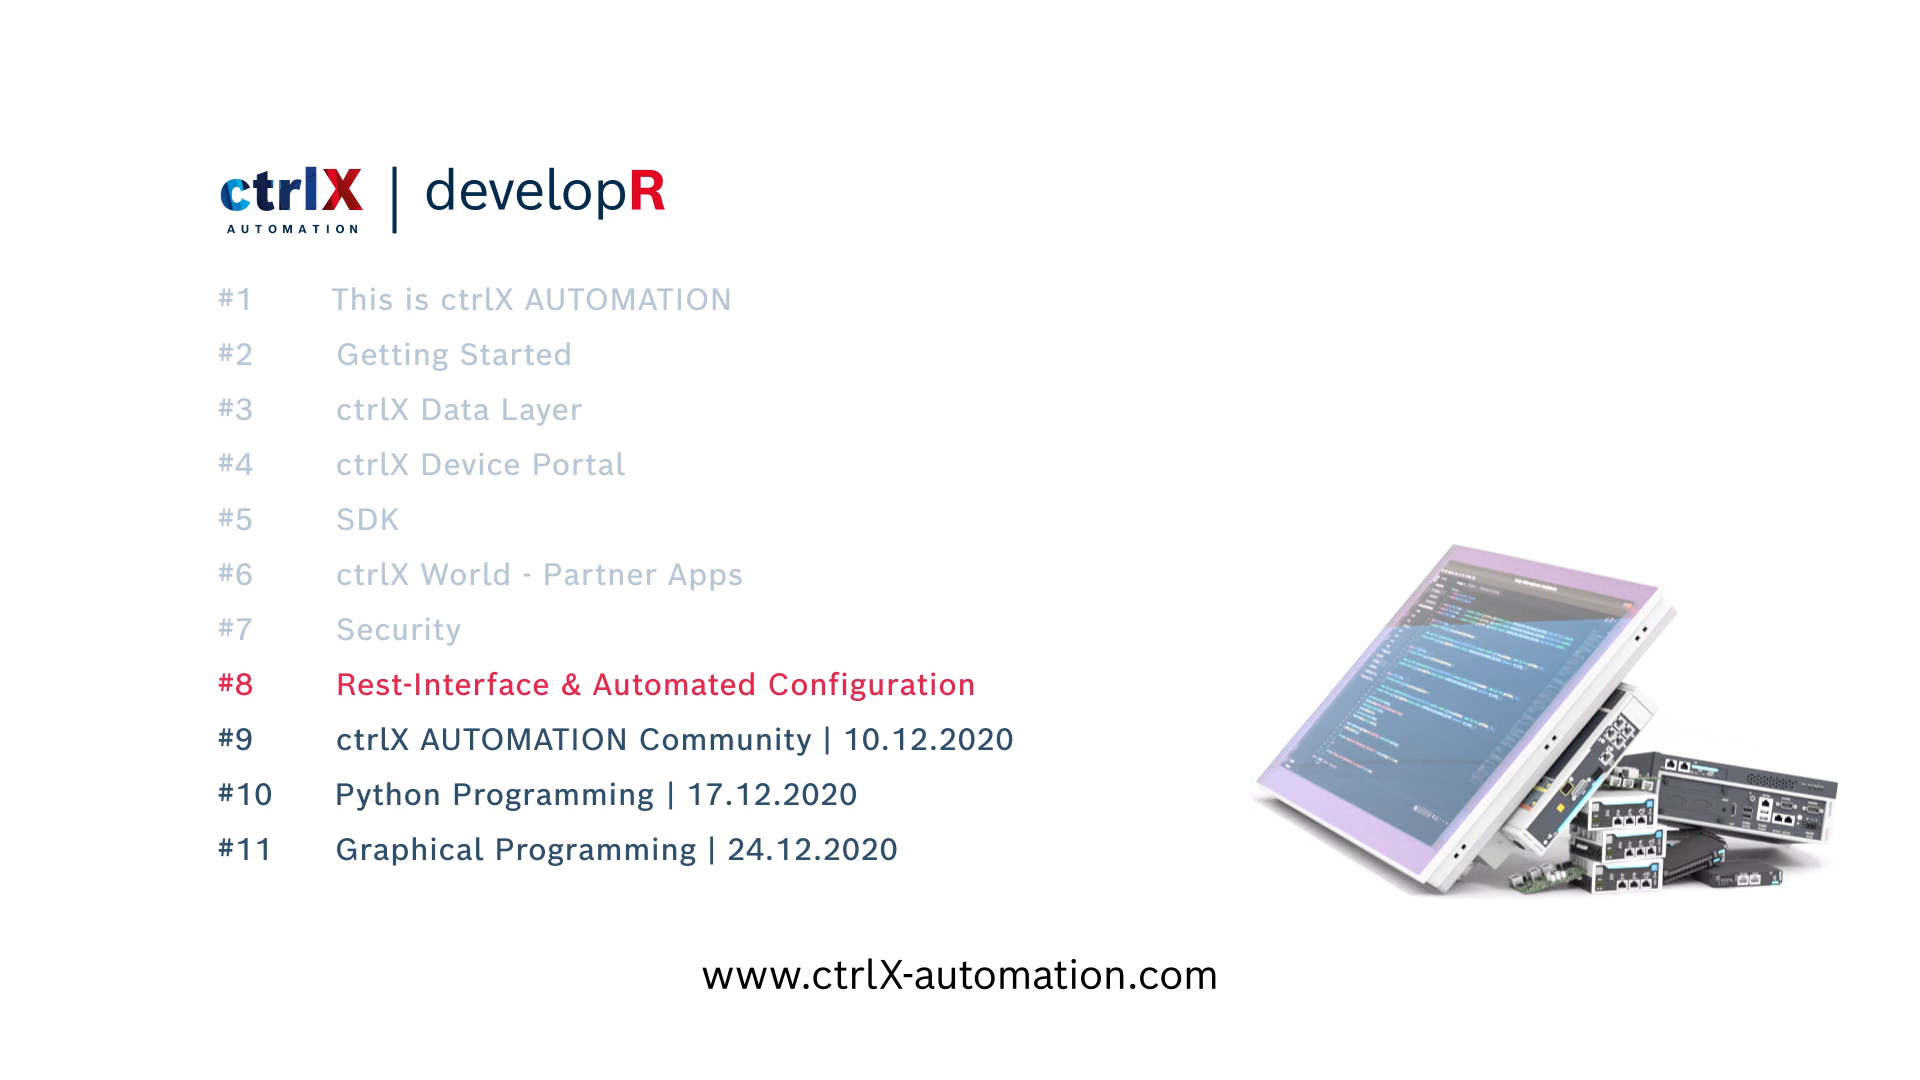 ctrlX | developR
AUTOMATION
#1 This is ctrlX AUTOMATION
#2 Getting Started
#3 ctrlX Data Layer
#4 ctrlX Device Portal
#5 SDK
#6 ctrlX World - Partner Apps
#7 Security
#8 Rest-Interface & Automated Configuration
#9 ctrlX AUTOMATION Community | 10.12.2020
#10 Python Programming | 17.12.2020
#11 Graphical Programming | 24.12.2020
www.ctrlX-automation.com